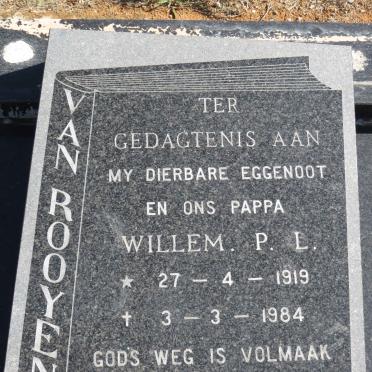 VAN ROOYEN
TER
GEDAGTENIS AAN
MY DIERBARE EGGENOOT
EN ONS PAPPA
WILLEM. P. L.
★ 27 – 4 – 1919
† 3 – 3 – 1984
GODS WEG IS VOLMAAK